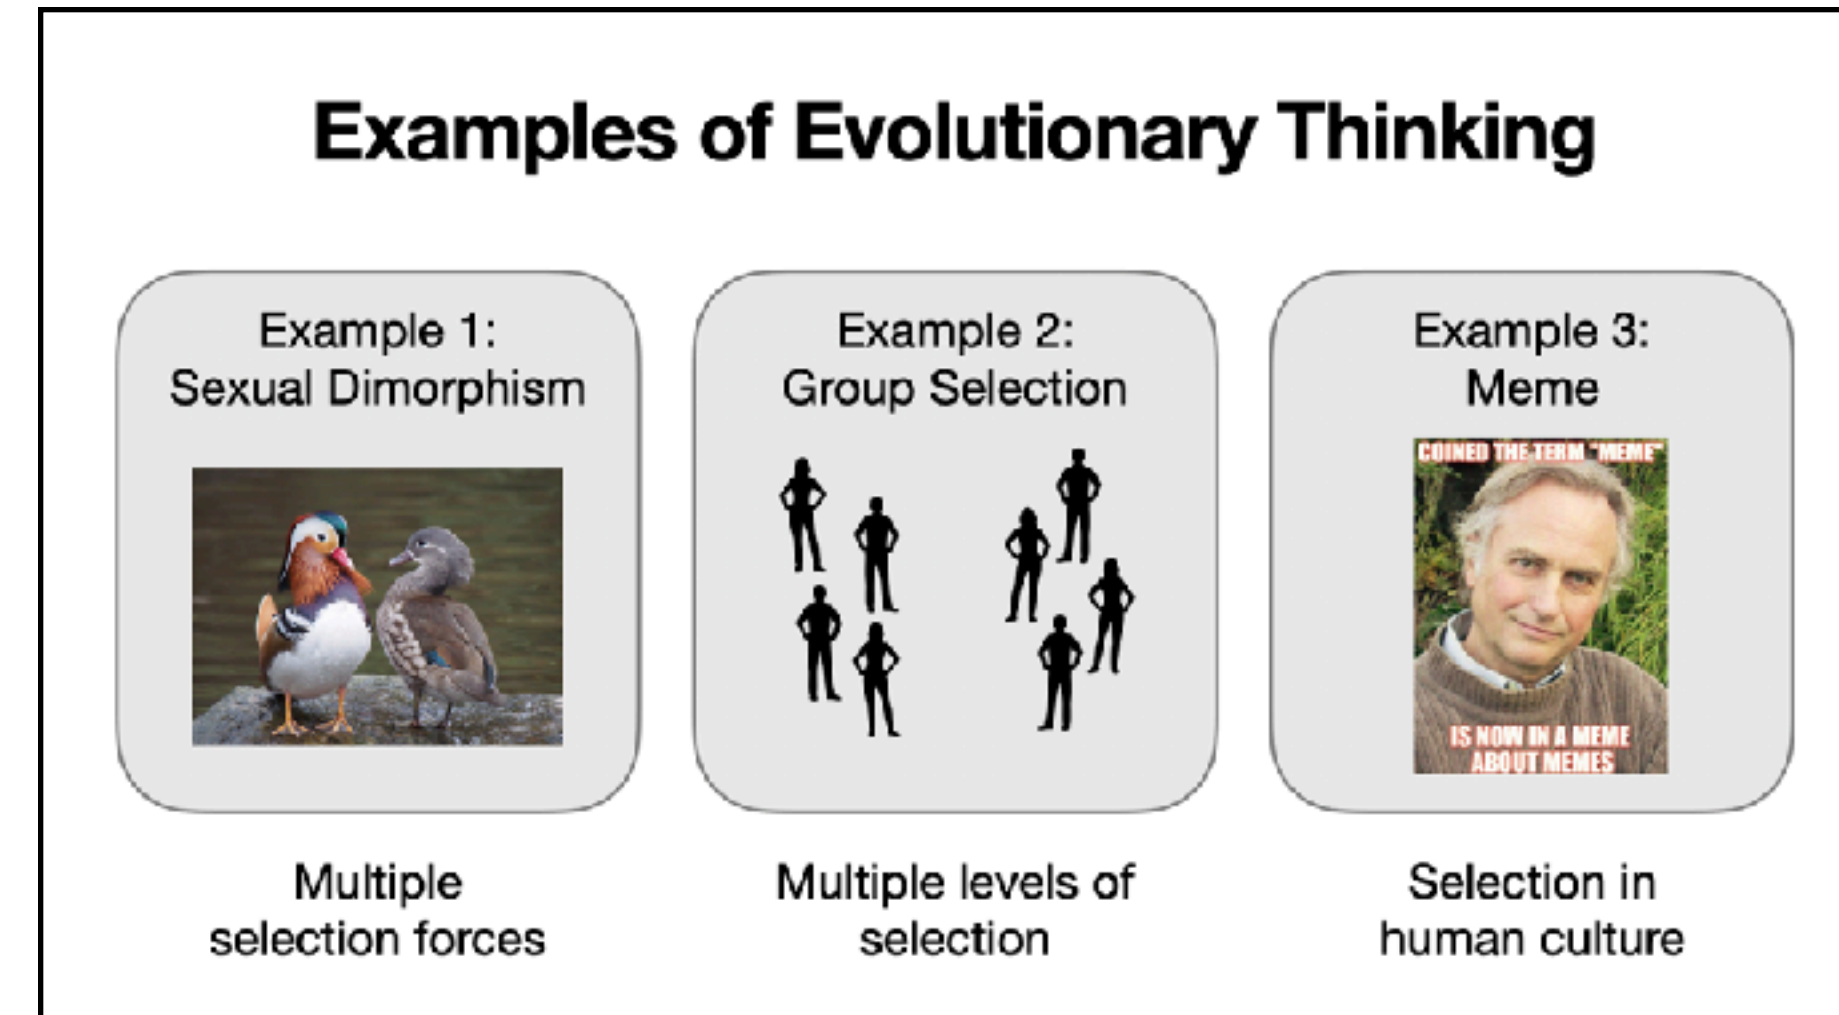 Examples of Evolutionary Thinking
Example 1:
Sexual Dimorphism
Example 2:
Group Selection
Example 3:
Meme
COINED THE TERM "MEME"
IS NOW IN A MEME
ABOUT MEMES
Multiple
selection forces
Multiple levels of
selection
Selection in
human culture